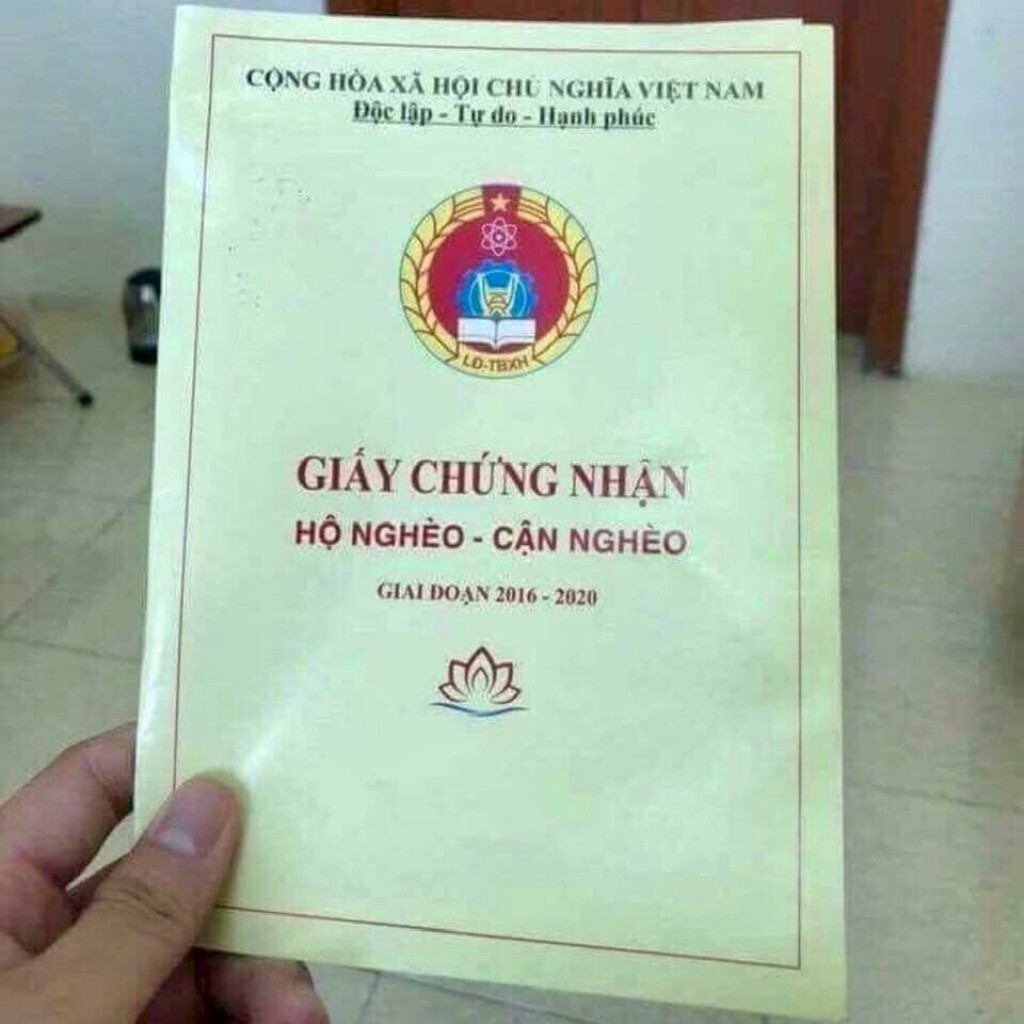 CỘNG HÒA XÃ HỘI CHỦ NGHĨA VIỆT NAM
Độc lập - Tự do - Hạnh phúc
LĐ-TBXH
GIẤY CHỨNG NHẬN
HỘ NGHÈO - CẬN NGHÈO
GIAI ĐOẠN 2016 - 2020